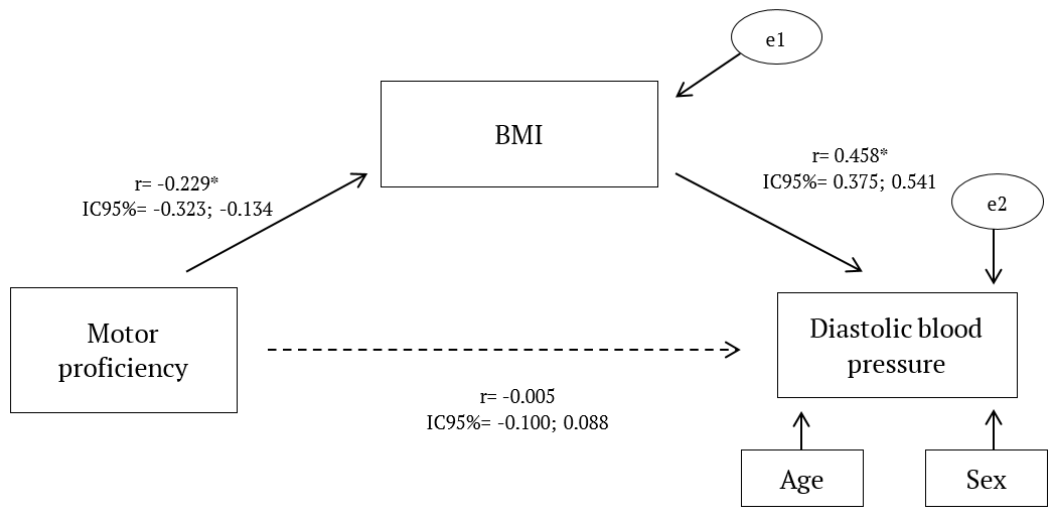 e1
BMI
r= -0.229*
IC95%= -0.323; -0.134
r= 0.458*
IC95%= 0.375; 0.541
e2
Motor
proficiency
Diastolic blood
pressure
r= -0.005
IC95%= -0.100; 0.088
Age
Sex